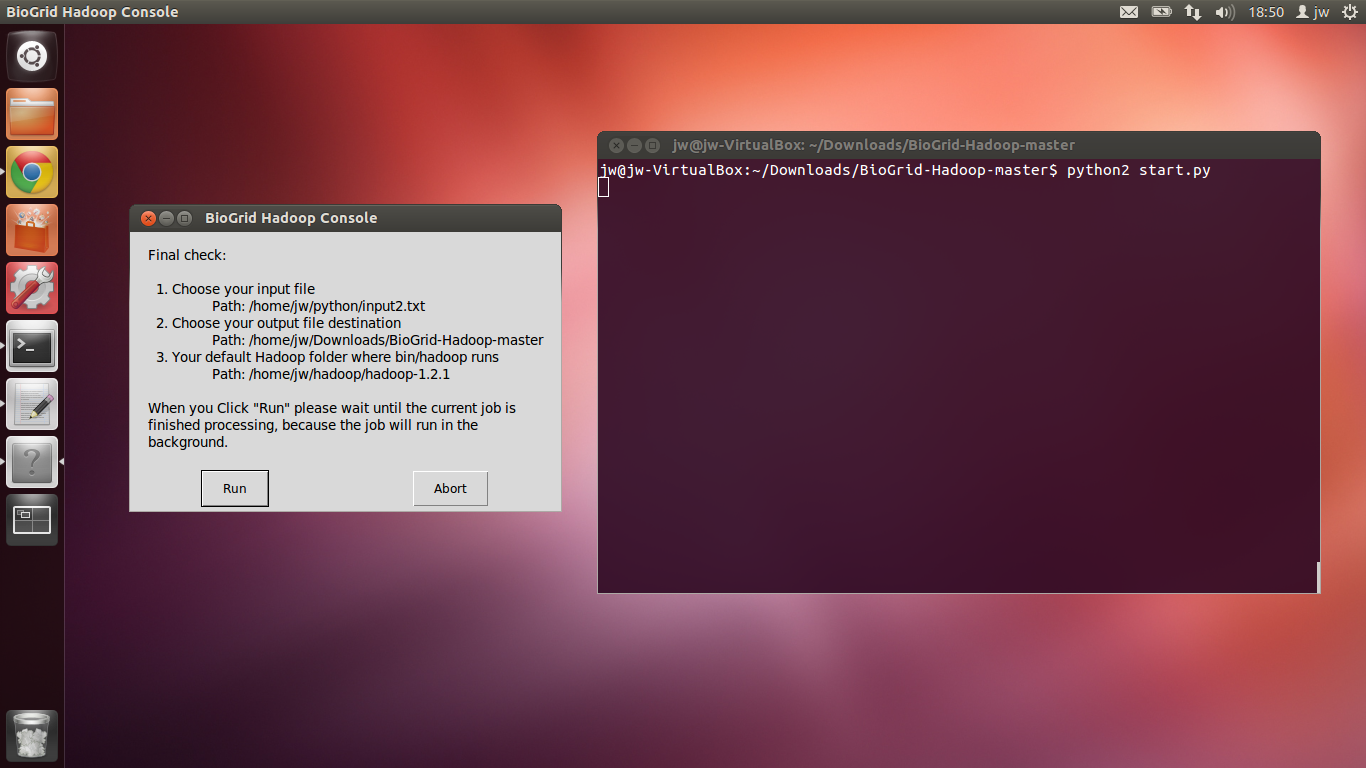 BioGrid Hadoop Console
18:50
jw
jw@jw-VirtualBox: ~/Downloads/BioGrid-Hadoop-master
jw@jw-VirtualBox:~/Downloads/BioGrid-Hadoop-master$ python2 start.py
BioGrid Hadoop Console
Final check:
1. Choose your input file
Path: /home/jw/python/input2.txt
2. Choose your output file destination
Path: /home/jw/Downloads/BioGrid-Hadoop-master
3. Your default Hadoop folder where bin/hadoop runs
Path: /home/jw/hadoop/hadoop-1.2.1
When you Click "Run" please wait until the current job is
finished processing, because the job will run in the
background.
Run
Abort